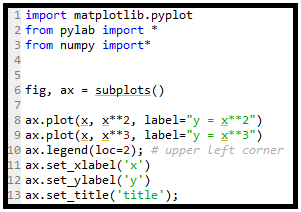 1 import matplotlib.pyplot
2 from pylab import *
3 from numpy import*
4
5
6 fig, ax = subplots()
7
8 ax.plot(x, x**2, label="y = x**2")
9 ax.plot(x, x**3, label="y = x**3")
10 ax.legend(loc=2); # upper left corner
11 ax.set_xlabel('x')
12 ax.set_ylabel('y')
13 ax.set_title('title');